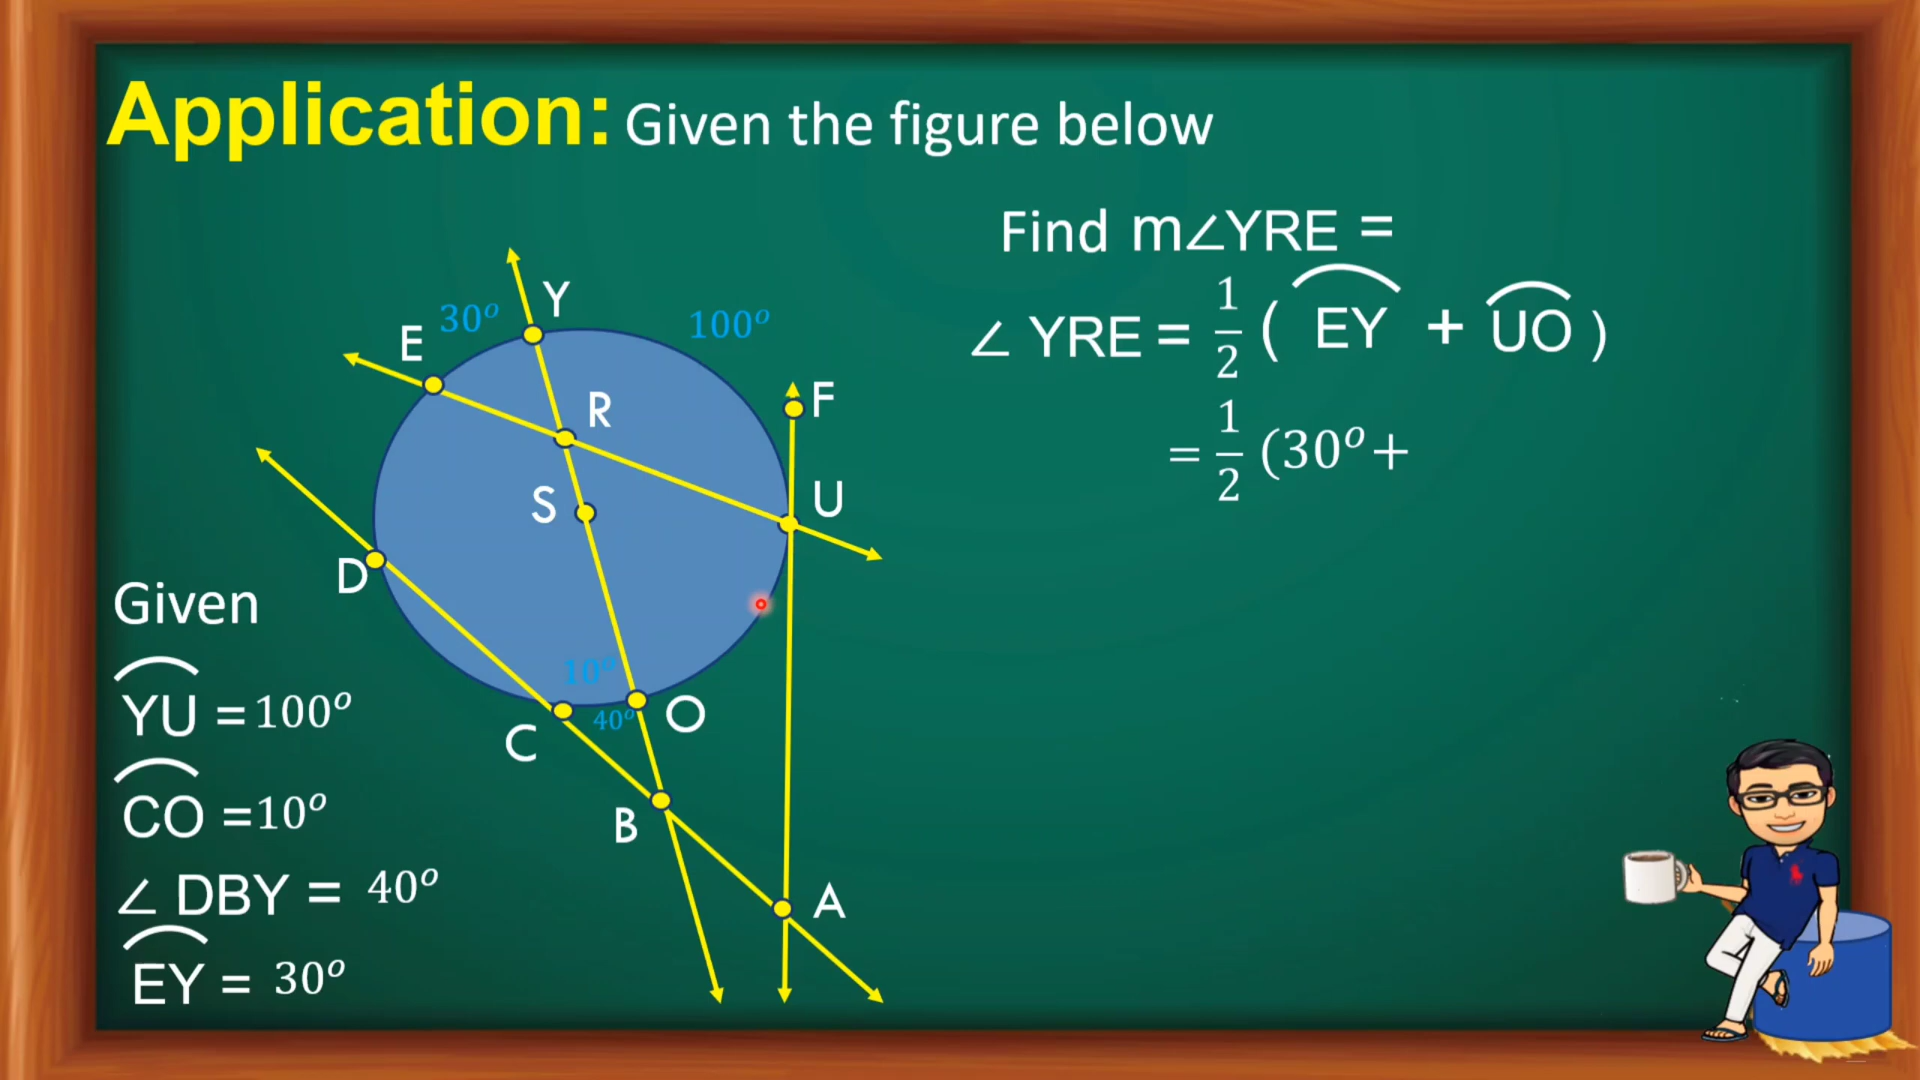 Application: Given the figure below
Find m∠YRE =
∠ YRE = 1/2 ( EY + UO )
= 1/2 (30° +
Y
E
30°
100°
F
R
U
S
D
10°
40°
O
C
B
A
Given
YU = 100°
CO = 10°
∠ DBY = 40°
EY = 30°